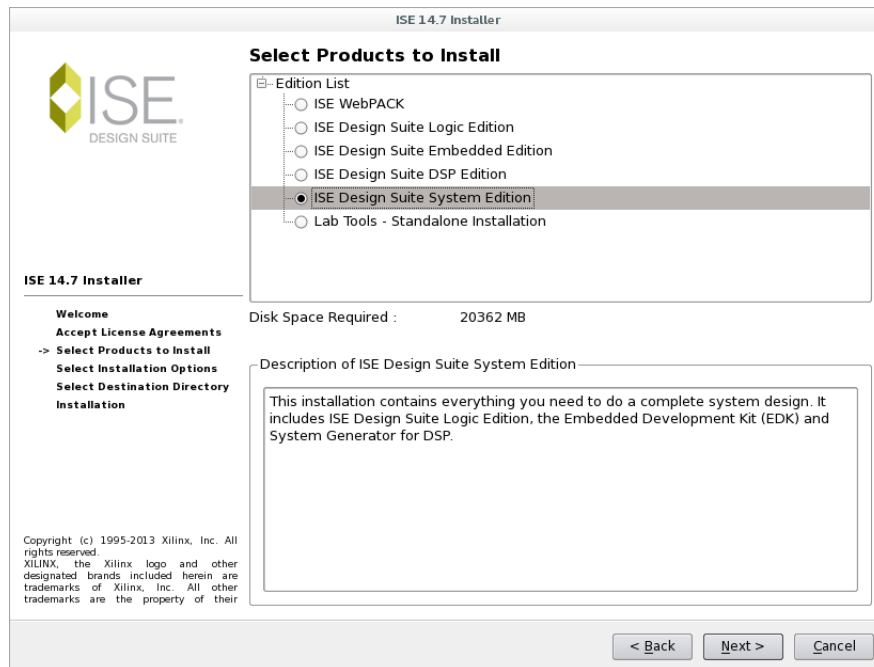 ISE 14.7 Installer
ISE.
DESIGN SUITE
ISE 14.7 Installer
Welcome
Accept License Agreements
-> Select Products to Install
Select Installation Options
Select Destination Directory
Installation
Copyright (c) 1995-2013 Xilinx, Inc. All
rights reserved.
XILINX, the Xilinx logo and other
designated brands included herein are
trademarks of Xilinx, Inc. All other
trademarks are the property of their
Select Products to Install
Edition List
ISE WebPACK
ISE Design Suite Logic Edition
ISE Design Suite Embedded Edition
ISE Design Suite DSP Edition
ISE Design Suite System Edition
Lab Tools - Standalone Installation
Disk Space Required : 20362 MB
Description of ISE Design Suite System Edition
This installation contains everything you need to do a complete system design. It
includes ISE Design Suite Logic Edition, the Embedded Development Kit (EDK) and
System Generator for DSP.
< Back Next > Cancel